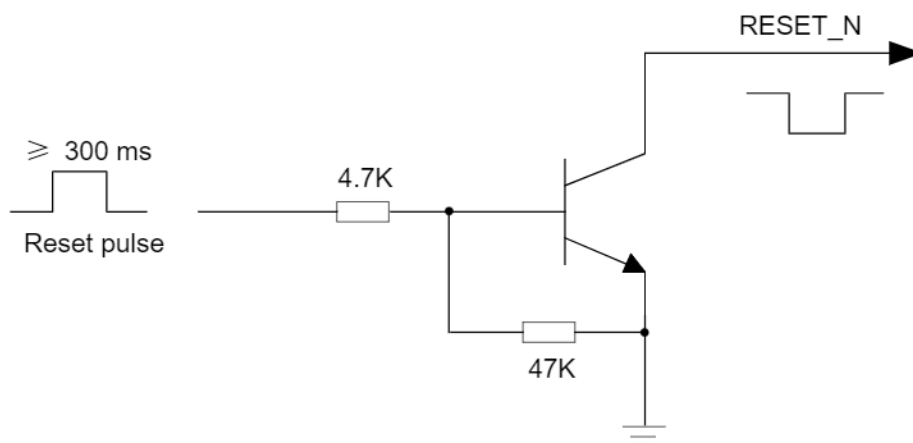 RESET_N
≥ 300 ms
4.7K
Reset pulse
47K